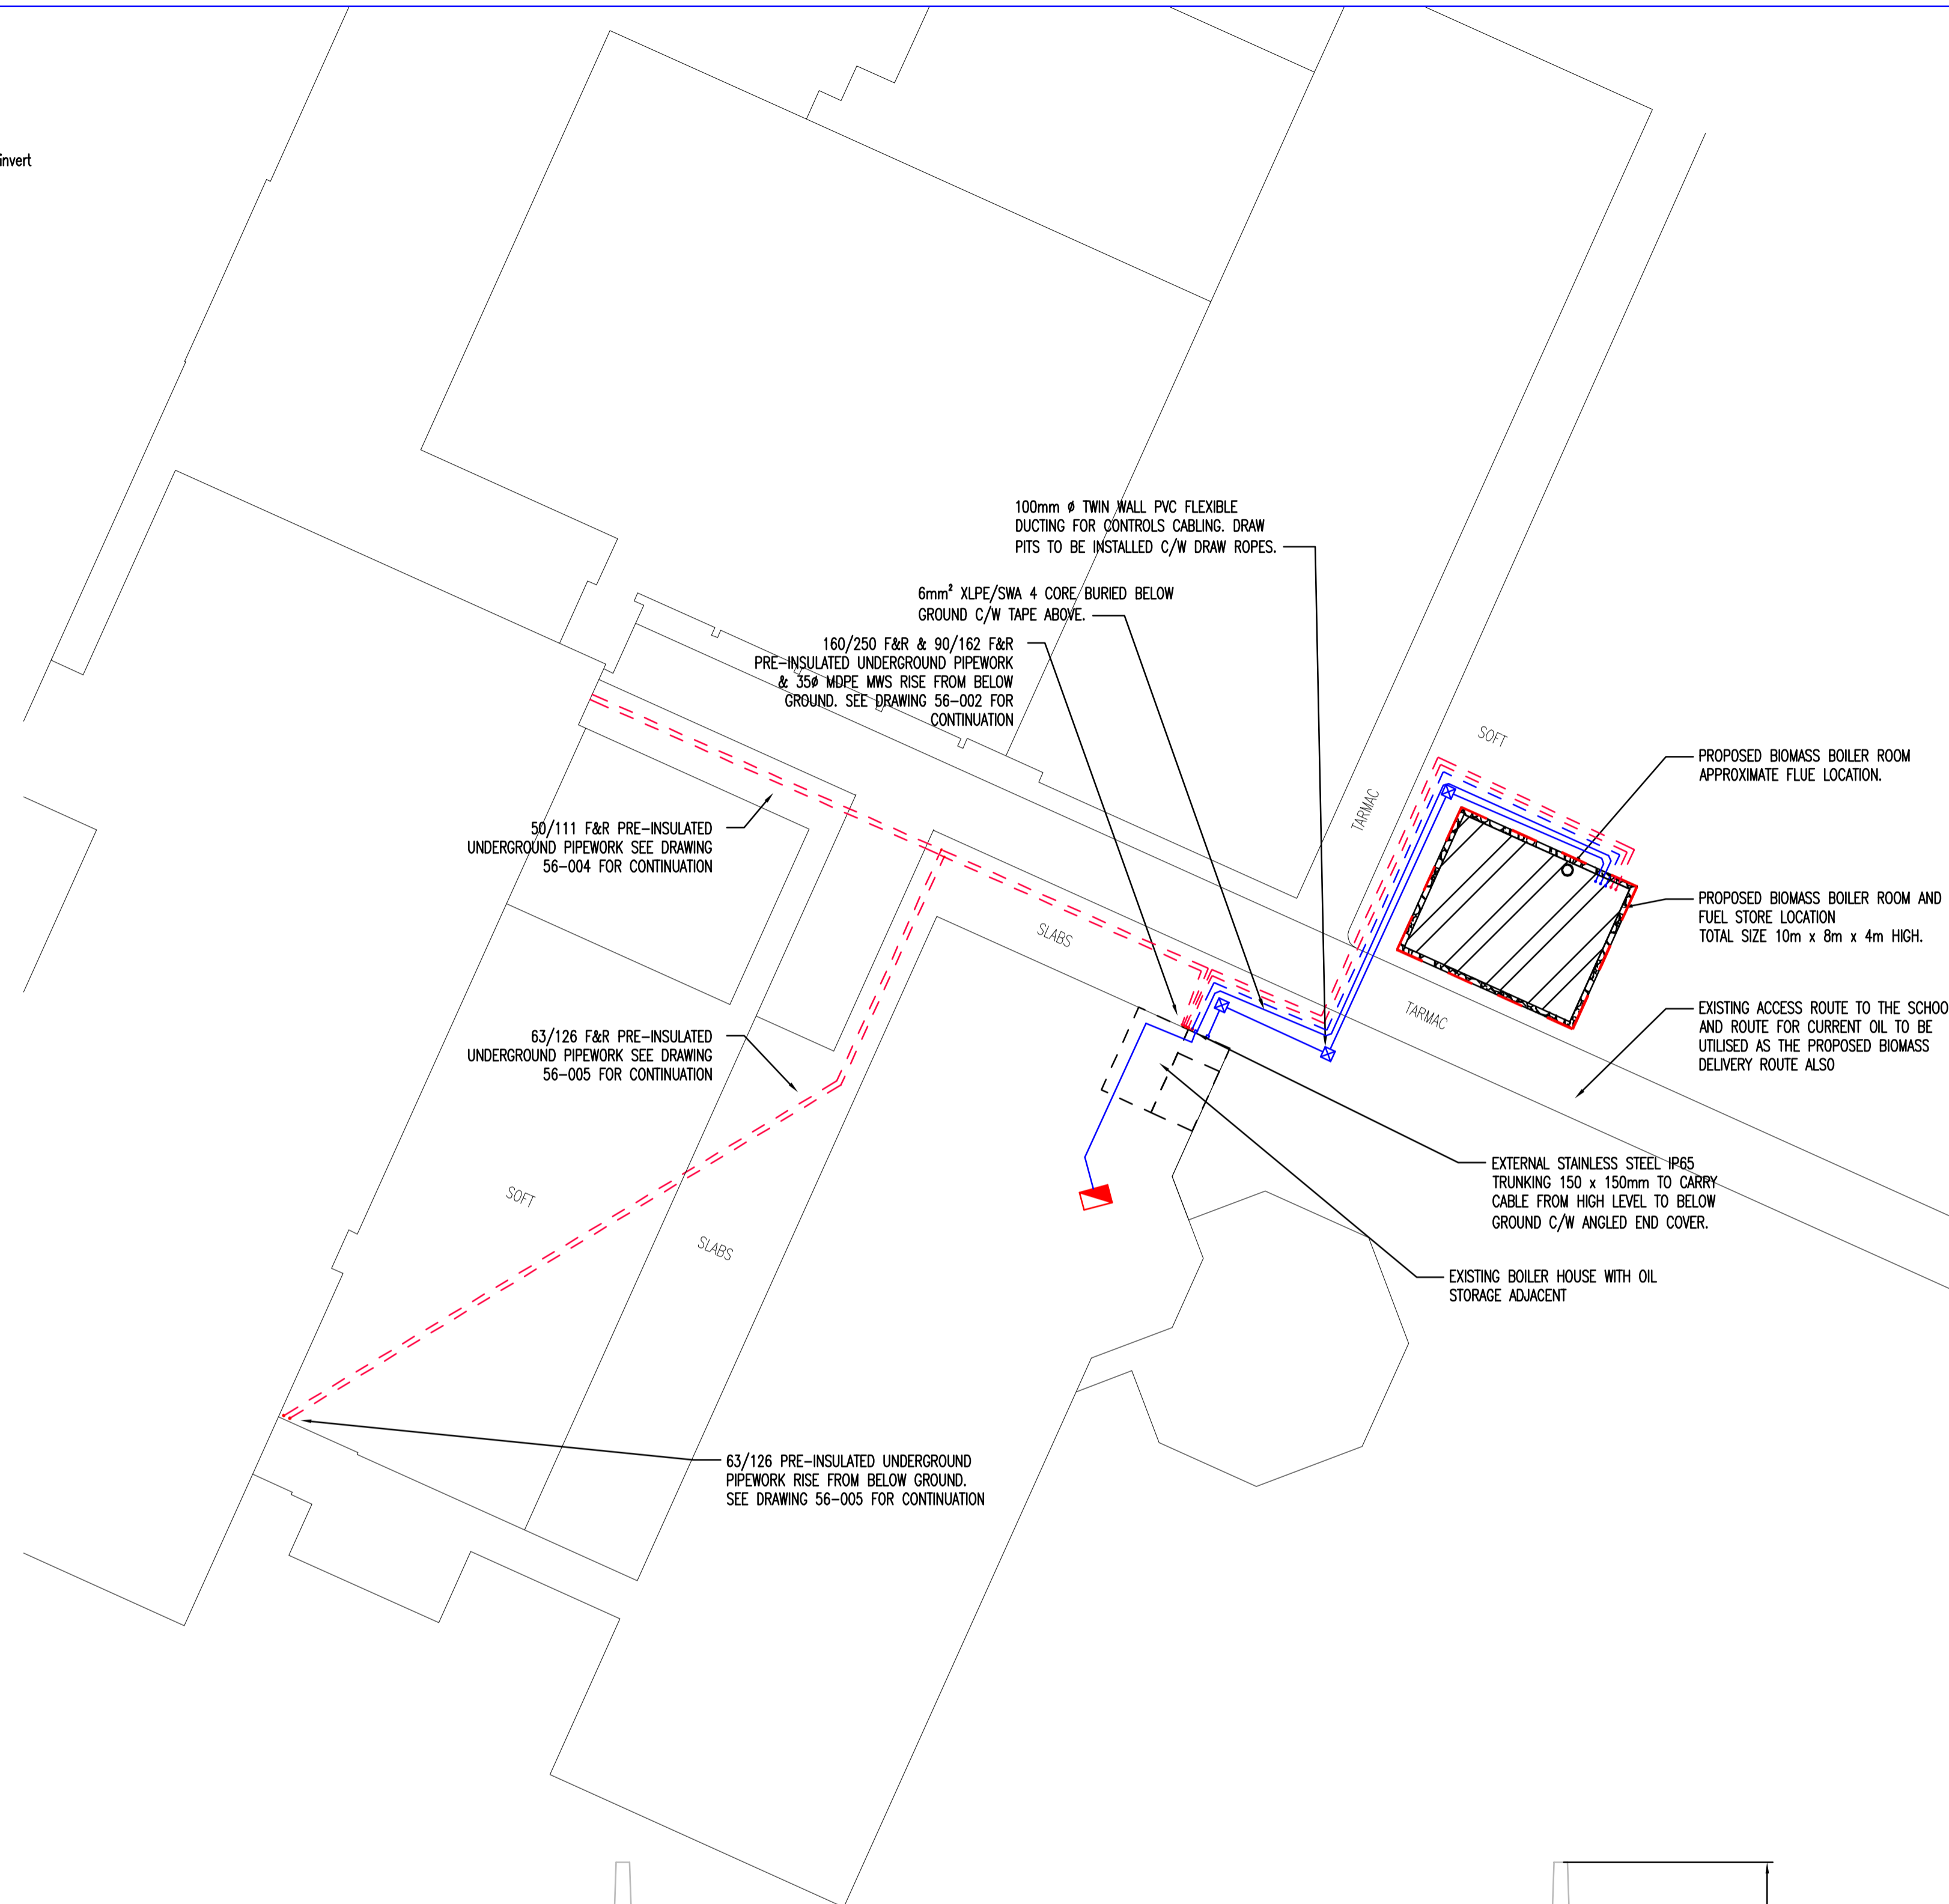 invert
100mm ø TWIN WALL PVC FLEXIBLE
DUCTING FOR CONTROLS CABLING. DRAW
PITS TO BE INSTALLED C/W DRAW ROPES.
6mm² XLPE/SWA 4 CORE BURIED BELOW
GROUND C/W TAPE ABOVE.
160/250 F&R & 90/162 F&R
PRE-INSULATED UNDERGROUND PIPEWORK
& 35ø MDPE MWS RISE FROM BELOW
GROUND. SEE DRAWING 56-002 FOR
CONTINUATION
SOFT
PROPOSED BIOMASS BOILER ROOM
APPROXIMATE FLUE LOCATION.
TARMAC
50/111 F&R PRE-INSULATED
UNDERGROUND PIPEWORK SEE DRAWING
56-004 FOR CONTINUATION
PROPOSED BIOMASS BOILER ROOM AND
FUEL STORE LOCATION
TOTAL SIZE 10m x 8m x 4m HIGH.
SLABS
TARMAC
EXISTING ACCESS ROUTE TO THE SCHOO
AND ROUTE FOR CURRENT OIL TO BE
UTILISED AS THE PROPOSED BIOMASS
DELIVERY ROUTE ALSO
63/126 F&R PRE-INSULATED
UNDERGROUND PIPEWORK SEE DRAWING
56-005 FOR CONTINUATION
EXTERNAL STAINLESS STEEL IP65
TRUNKING 150 x 150mm TO CARRY
CABLE FROM HIGH LEVEL TO BELOW
GROUND C/W ANGLED END COVER.
SOFT
SLABS
EXISTING BOILER HOUSE WITH OIL
STORAGE ADJACENT
63/126 PRE-INSULATED UNDERGROUND
PIPEWORK RISE FROM BELOW GROUND.
SEE DRAWING 56-005 FOR CONTINUATION